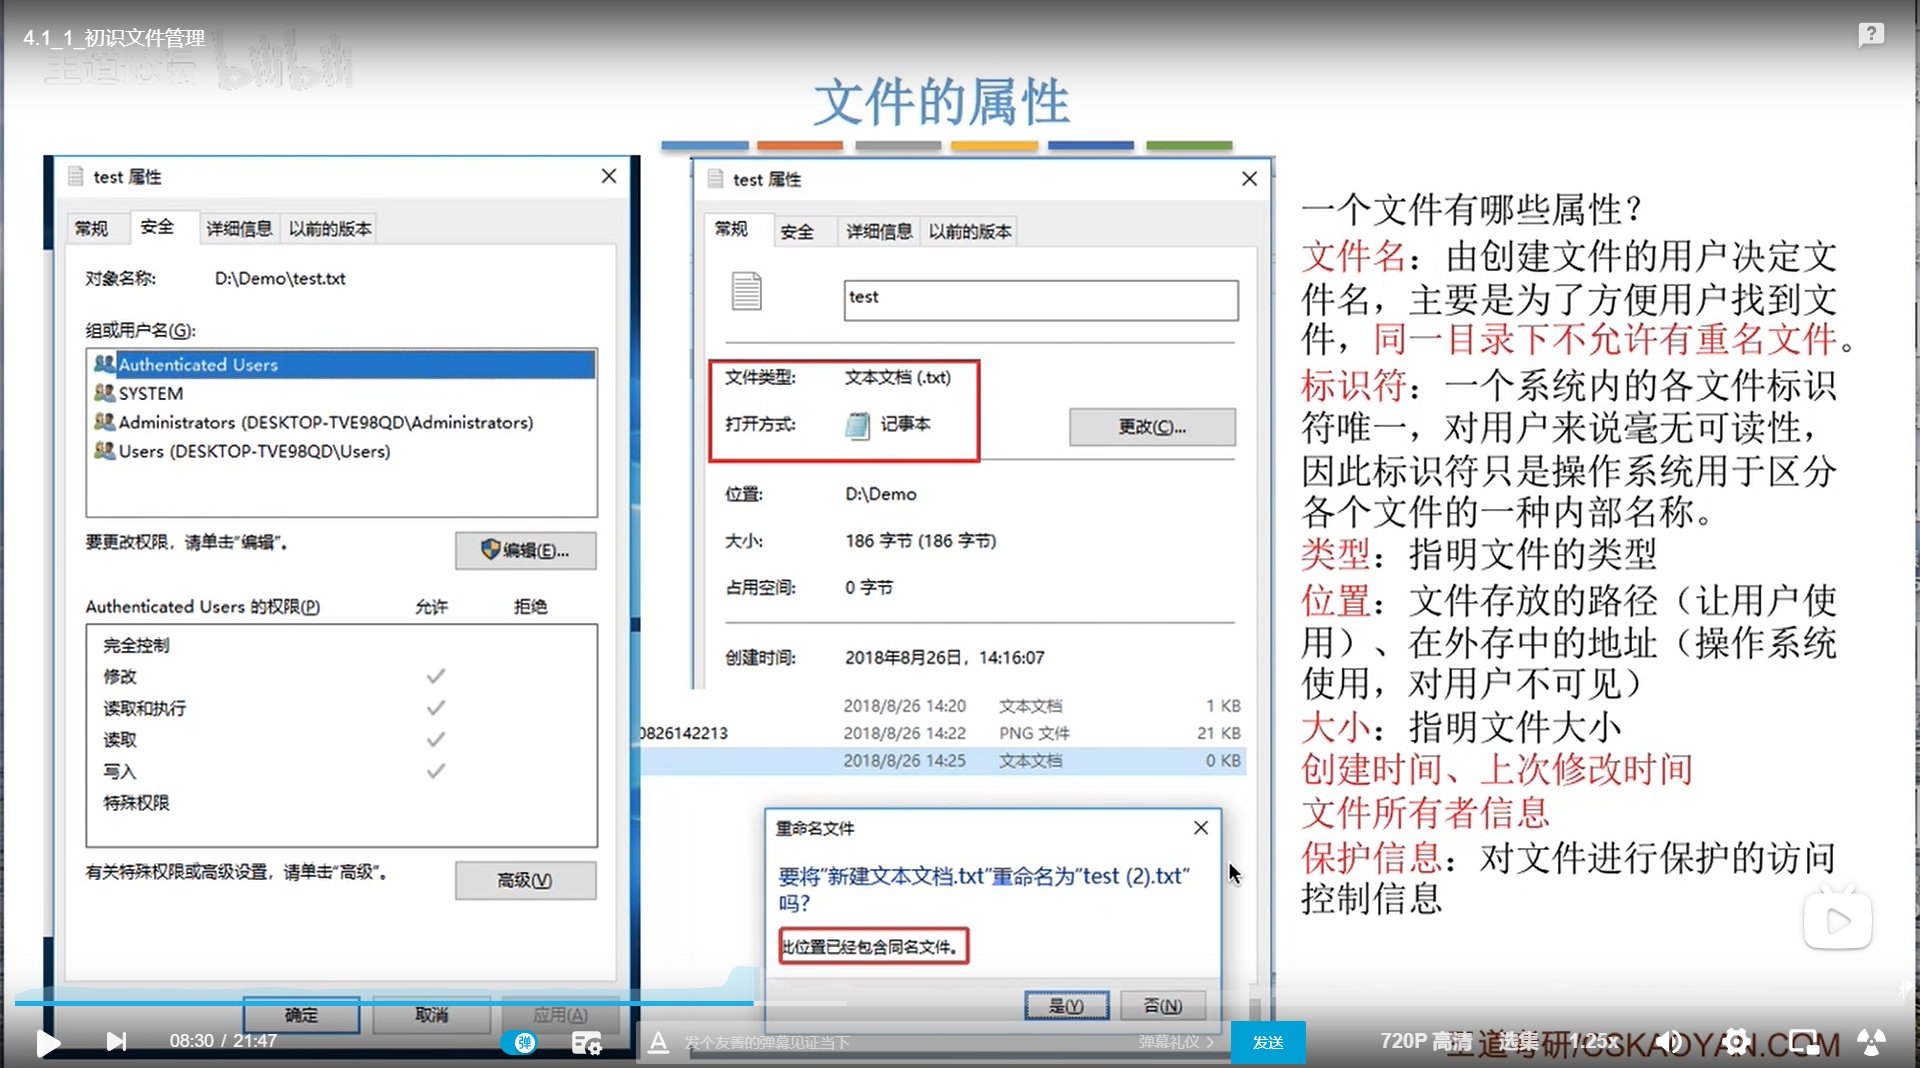 4.1_1_初识文件管理
王道论坛 bilibili
文件的属性
test 属性
常规 安全 详细信息 以前的版本
对象名称: D:\Demo\test.txt
组或用户名(G):
Authenticated Users
SYSTEM
Administrators (DESKTOP-TVE98QD\Administrators)
Users (DESKTOP-TVE98QD\Users)
要更改权限，请单击"编辑"。
编辑(E)...
Authenticated Users 的权限(P) 允许 拒绝
完全控制
修改
读取和执行
读取
写入
特殊权限
有关特殊权限或高级设置，请单击"高级"。
高级(V)
确定 取消 应用(A)
test 属性
常规 安全 详细信息 以前的版本
test
文件类型: 文本文档 (.txt)
打开方式: 记事本
更改(C)...
位置: D:\Demo
大小: 186 字节 (186 字节)
占用空间: 0 字节
创建时间: 2018年8月26日，14:16:07
2018/8/26 14:20 文本文档 1 KB
0826142213 2018/8/26 14:22 PNG 文件 21 KB
2018/8/26 14:25 文本文档 0 KB
重命名文件
要将"新建文本文档.txt"重命名为"test (2).txt"
吗?
此位置已经包含同名文件。
是(Y) 否(N)
一个文件有哪些属性？
文件名：由创建文件的用户决定文
件名，主要是为了方便用户找到文
件，同一目录下不允许有重名文件。
标识符：一个系统内的各文件标识
符唯一，对用户来说毫无可读性，
因此标识符只是操作系统用于区分
各个文件的一种内部名称。
类型：指明文件的类型
位置：文件存放的路径（让用户使
用）、在外存中的地址（操作系统
使用，对用户不可见）
大小：指明文件大小
创建时间、上次修改时间
文件所有者信息
保护信息：对文件进行保护的访问
控制信息
08:30 / 21:47
弹
发个友善的弹幕见证当下
弹幕礼仪
发送
720P 高清 选集 1.25x
王道考研/CSKAOYAN.COM